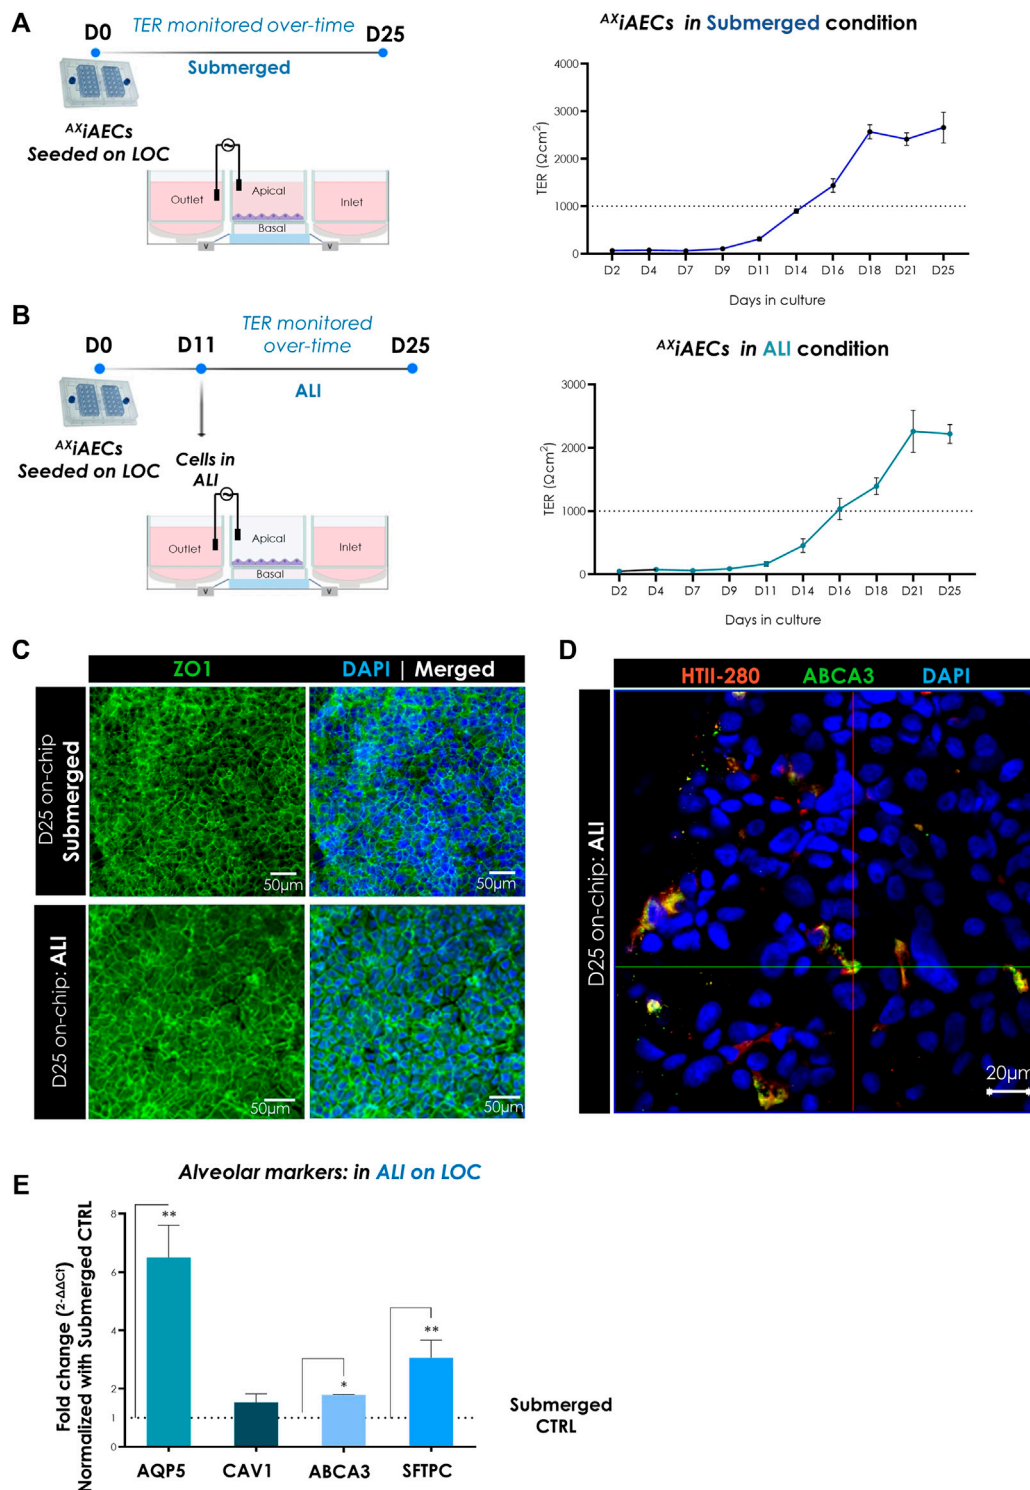 A
D0
TER monitored over-time
D25
Submerged
AXiAECs
Seeded on LOC
Outlet
Apical
Basal
Inlet
V
V
AXiAECs in Submerged condition
TER (Ωcm2)
4000
3000
2000
1000
0
D2 D4 D7 D9 D11 D14 D16 D18 D21 D25
Days in culture
B
D0
D11
TER monitored
over-time
D25
ALI
AXiAECs
Seeded on LOC
Cells in
ALI
Outlet
Apical
Basal
Inlet
V
V
AXiAECs in ALI condition
TER (Ωcm2)
3000
2000
1000
0
D2 D4 D7 D9 D11 D14 D16 D18 D21 D25
Days in culture
C
ZO1
DAPI | Merged
D25 on-chip
Submerged
50µm
50µm
D25 on-chip: ALI
50µm
50µm
D
HTII-280 ABCA3 DAPI
D25 on-chip: ALI
20µm
E
Alveolar markers: in ALI on LOC
Fold change (2-ΔΔCt)
Normalized with Submerged CTRL
8
6
4
2
1
0
**
*
**
AQP5 CAV1 ABCA3 SFTPC
Submerged
CTRL